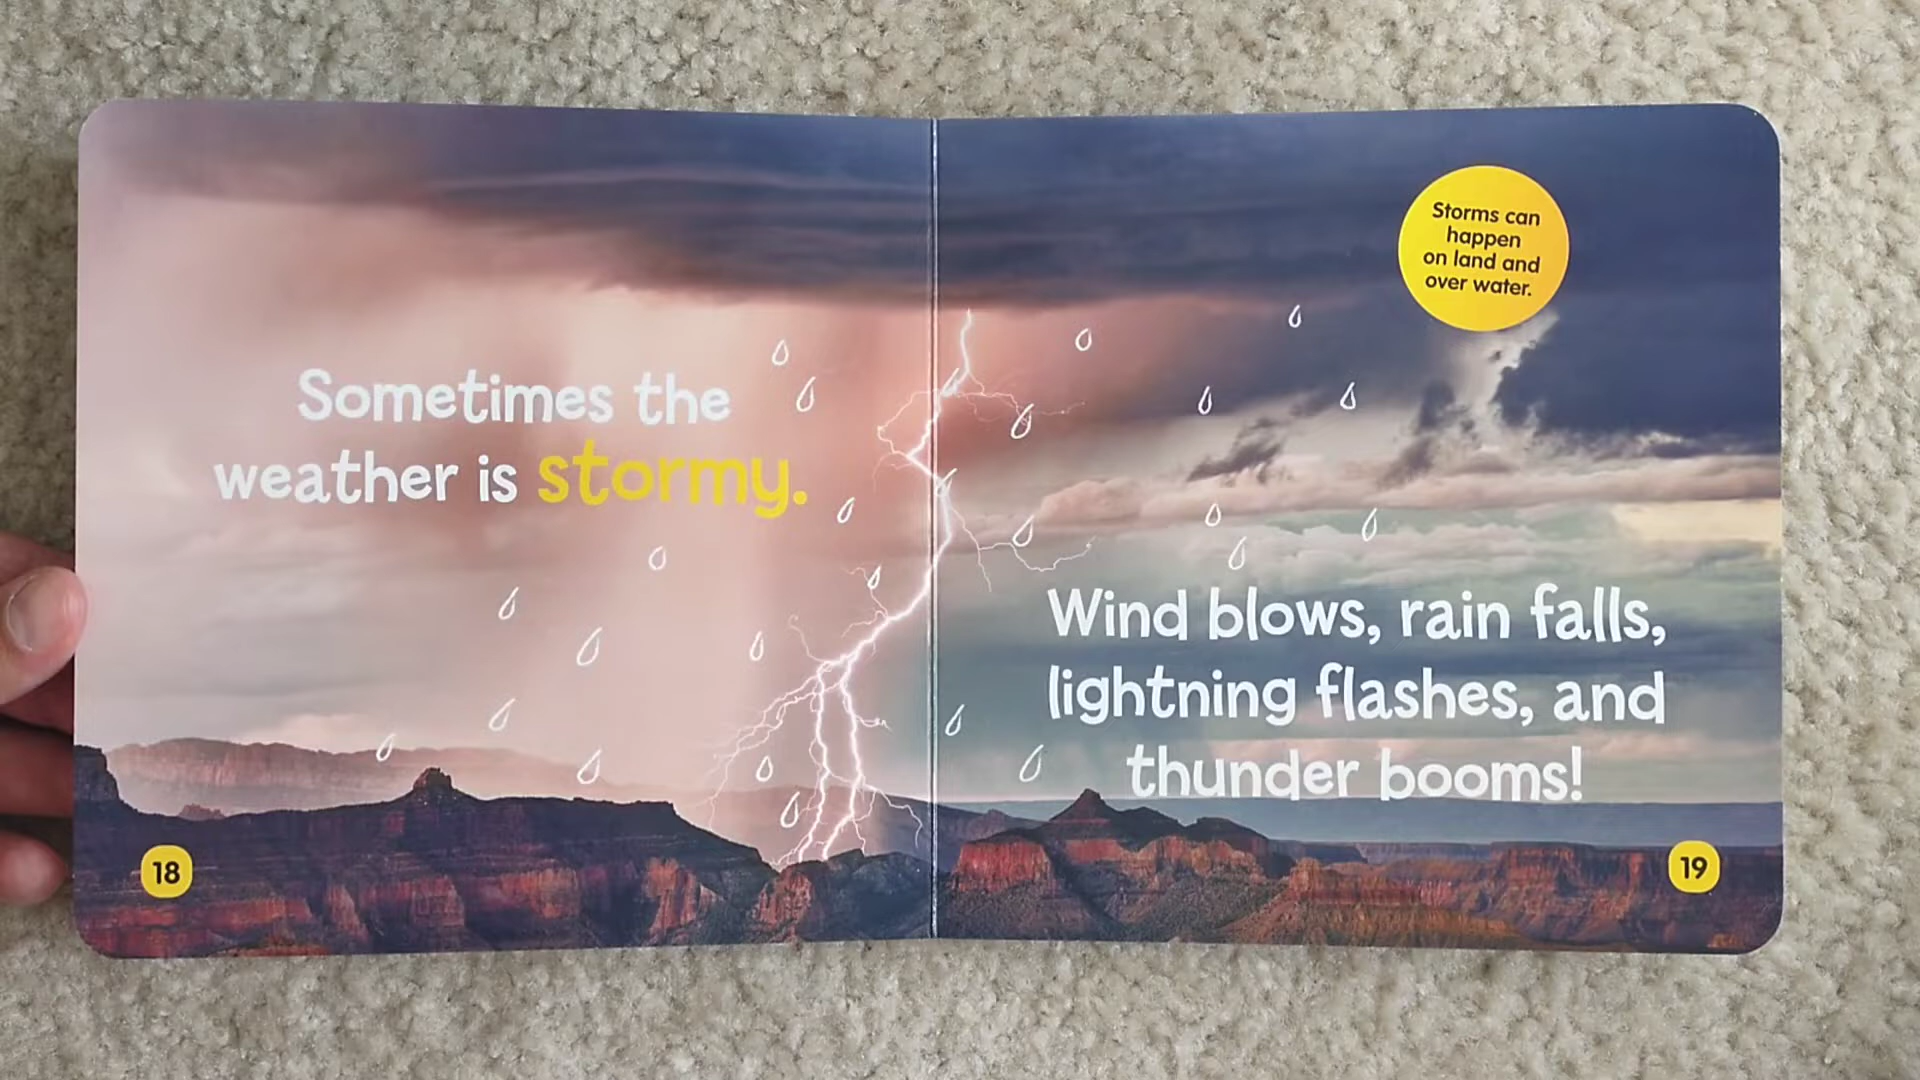 Sometimes the
weather is stormy.
18
Storms can
happen
on land and
over water.
Wind blows, rain falls,
lightning flashes, and
thunder booms!
19